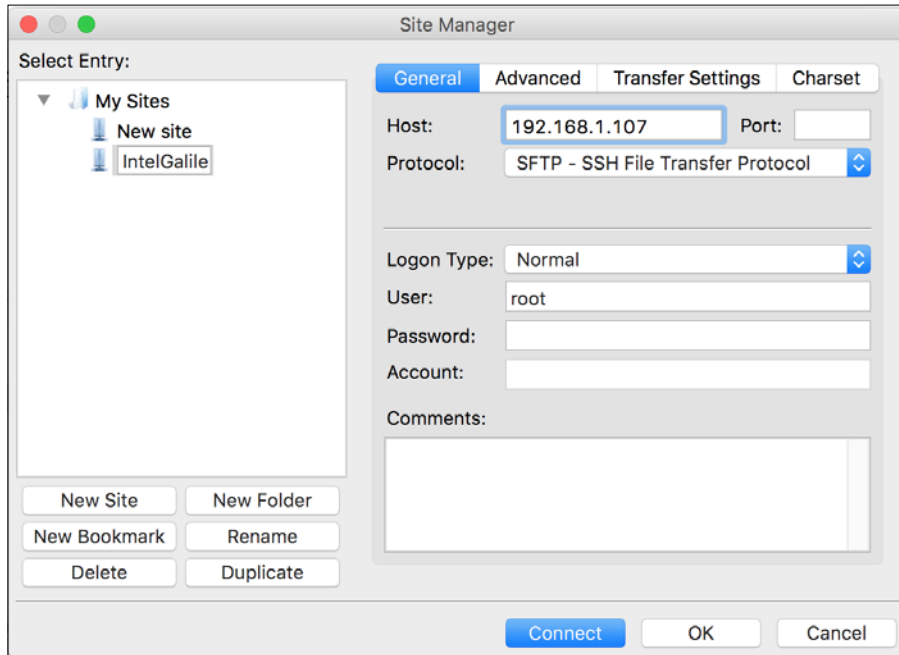 Site Manager
Select Entry:
My Sites
New site
IntelGalile
General Advanced Transfer Settings Charset
Host: 192.168.1.107 Port:
Protocol: SFTP - SSH File Transfer Protocol
Logon Type: Normal
User: root
Password:
Account:
Comments:
New Site New Folder
New Bookmark Rename
Delete Duplicate
Connect OK Cancel